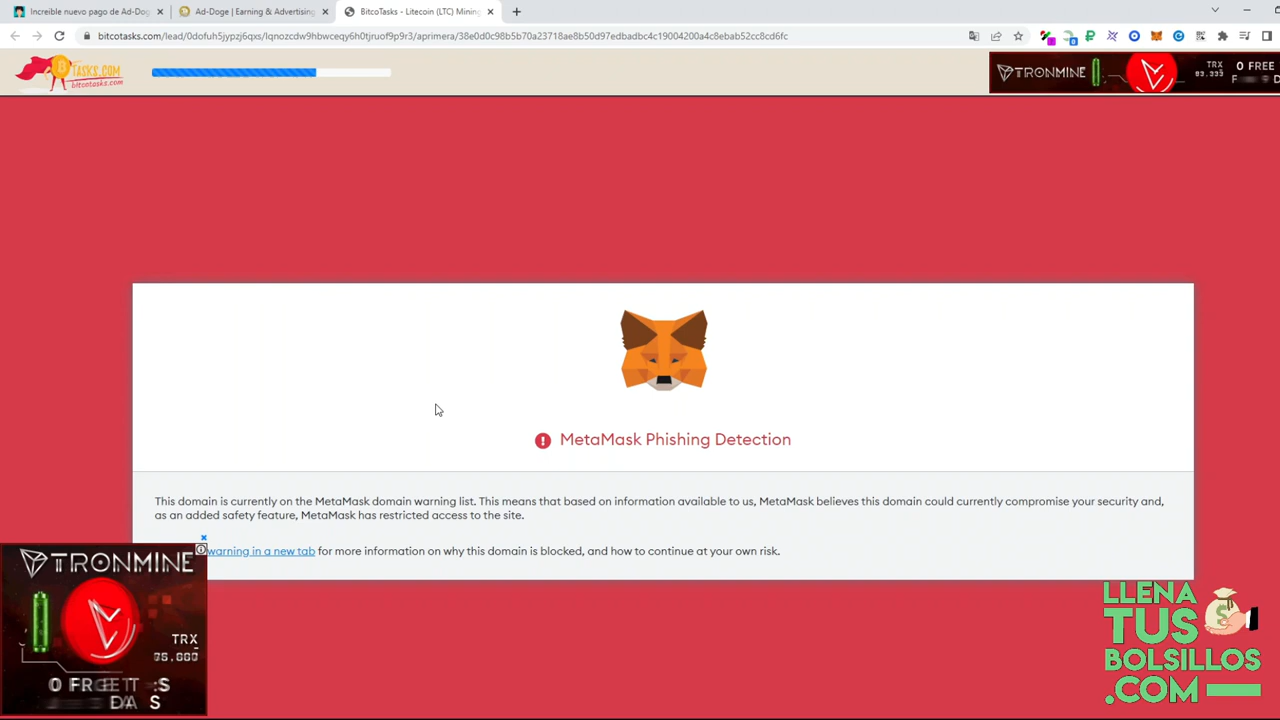 Increible nuevo pago de Ad-Dog
Ad-Doge | Earning & Advertising
BitcoTasks - Litecoin (LTC) Mining
bitcotasks.com/lead/0dofuh5jypzj6qxs/lqnozcdw9hbwceqy6h0tjruof9p9r3/aprimera/38e0d0c98b5b70a23718ae8b50d97edbadbc4c19004200a4c8ebab52cc8cd6fc
TASKS.COM
bitcotasks.com
TRONMINE
TRX
0 FREE
MetaMask Phishing Detection
This domain is currently on the MetaMask domain warning list. This means that based on information available to us, MetaMask believes this domain could currently compromise your security and,
as an added safety feature, MetaMask has restricted access to the site.
warning in a new tab for more information on why this domain is blocked, and how to continue at your own risk.
TRONMINE
TRX
LLENA
TUS
BOLSILLOS
.COM